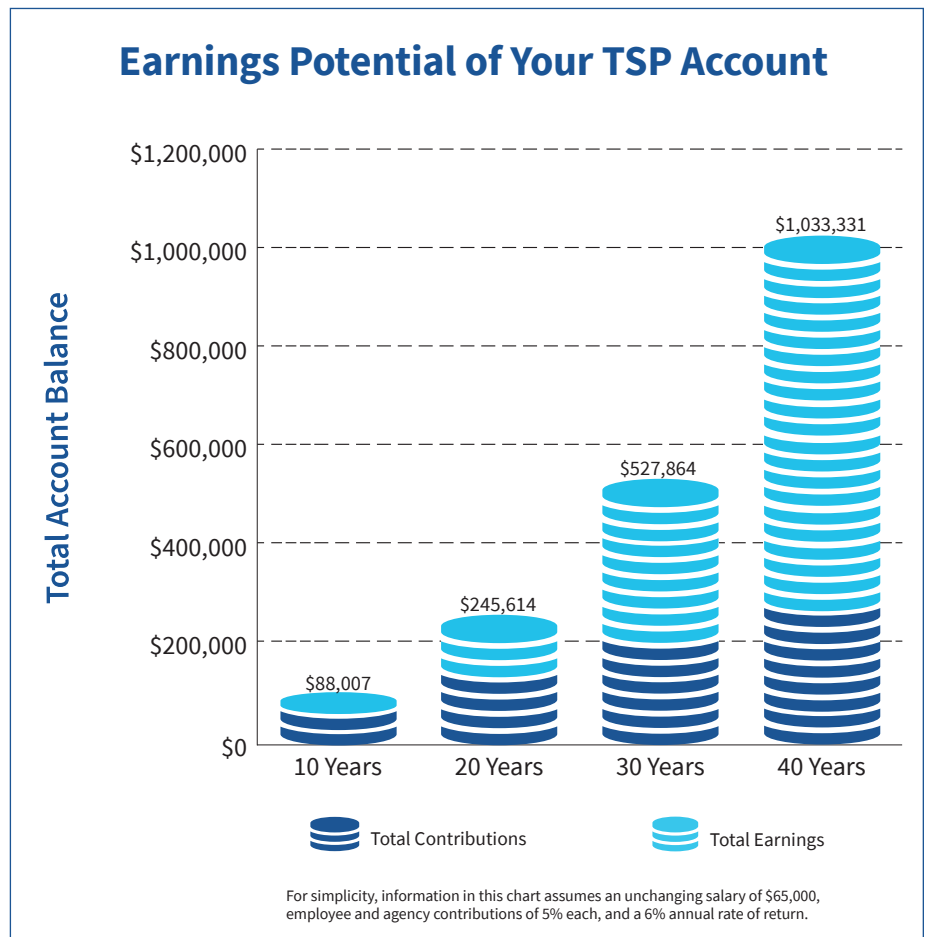 Earnings Potential of Your TSP Account
Total Account Balance
$1,200,000
$1,000,000
$800,000
$600,000
$400,000
$200,000
$0
$88,007
$245,614
$527,864
$1,033,331
10 Years
20 Years
30 Years
40 Years
Total Contributions
Total Earnings
For simplicity, information in this chart assumes an unchanging salary of $65,000,
employee and agency contributions of 5% each, and a 6% annual rate of return.